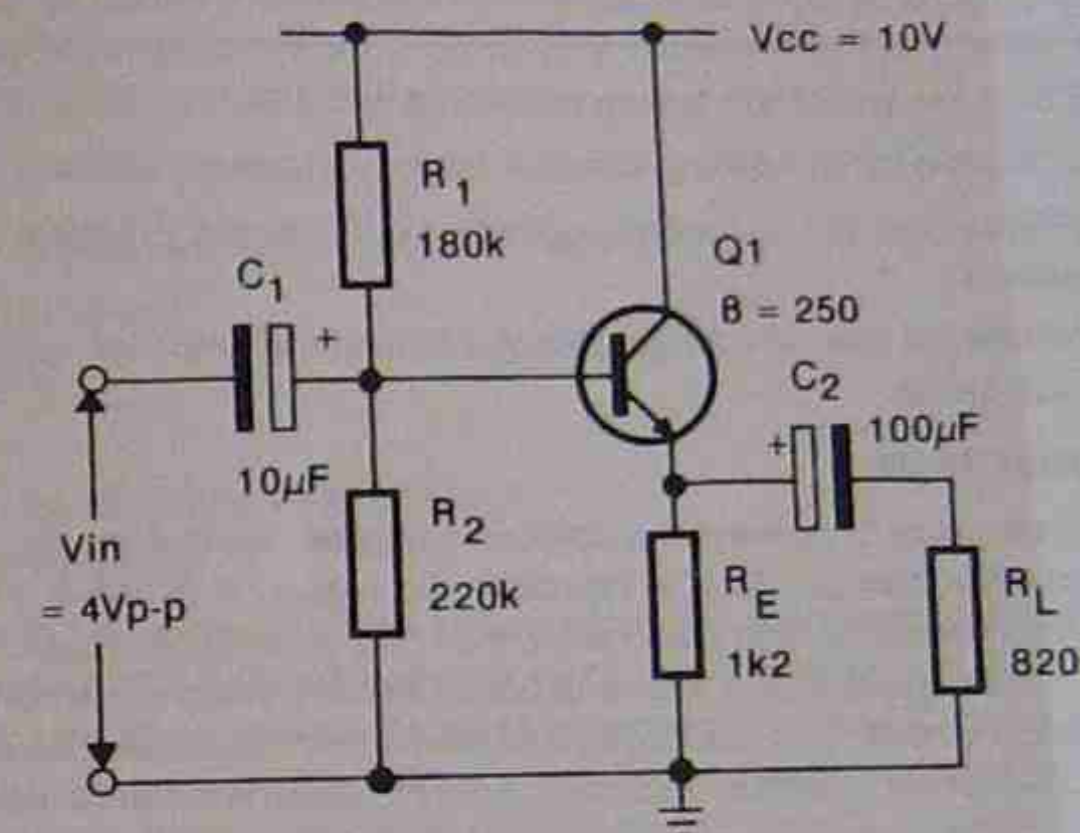 Vcc = 10V
R1
180k
Q1
B = 250
C1
+
10µF
C2
+
100µF
R2
220k
Vin
= 4Vp-p
RE
1k2
RL
820